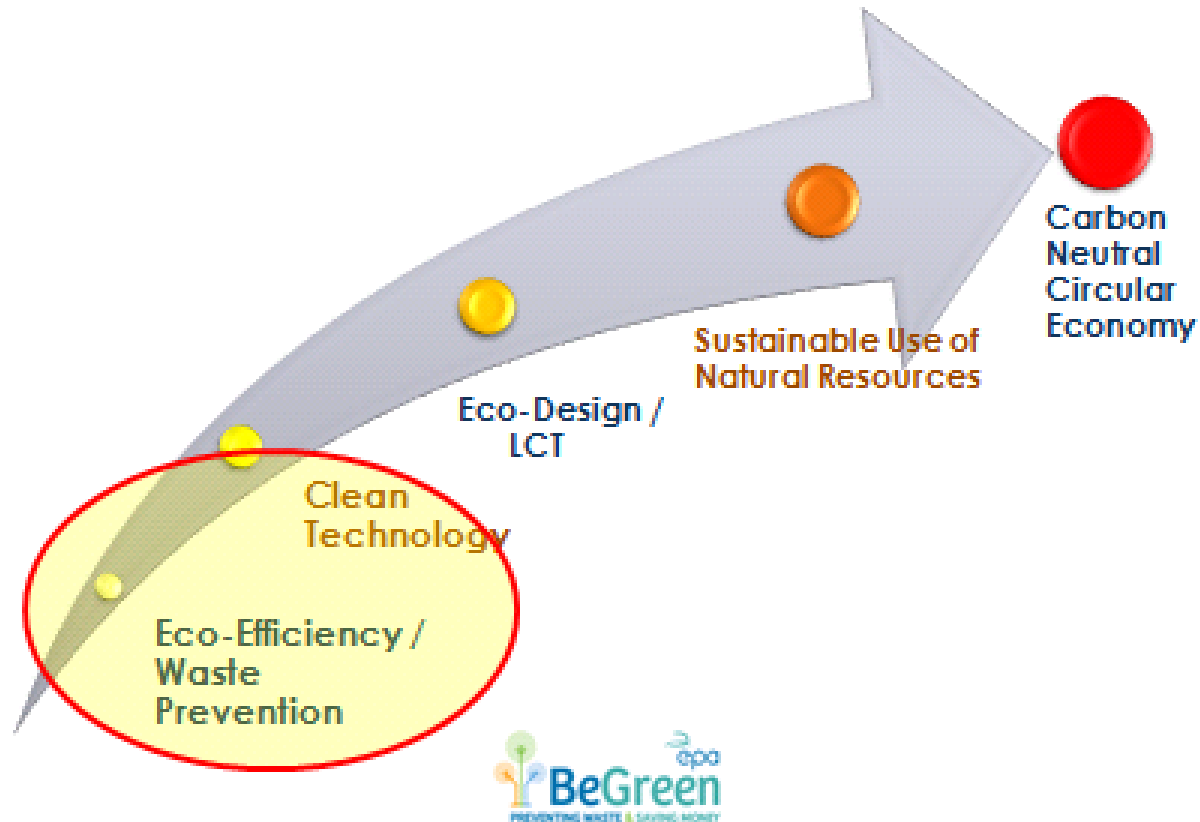 Carbon
Neutral
Circular
Economy
Sustainable Use of
Natural Resources
Eco-Design /
LCT
Clean
Technology
Eco-Efficiency /
Waste
Prevention
epa
BeGreen
PREVENTING WASTE & SAVING MONEY